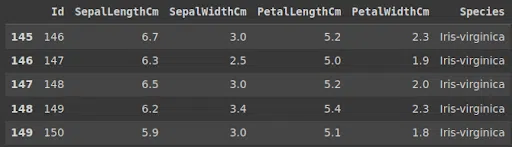 Id SepalLengthCm SepalWidthCm PetalLengthCm PetalWidthCm Species
145 146 6.7 3.0 5.2 2.3 Iris-virginica
146 147 6.3 2.5 5.0 1.9 Iris-virginica
147 148 6.5 3.0 5.2 2.0 Iris-virginica
148 149 6.2 3.4 5.4 2.3 Iris-virginica
149 150 5.9 3.0 5.1 1.8 Iris-virginica